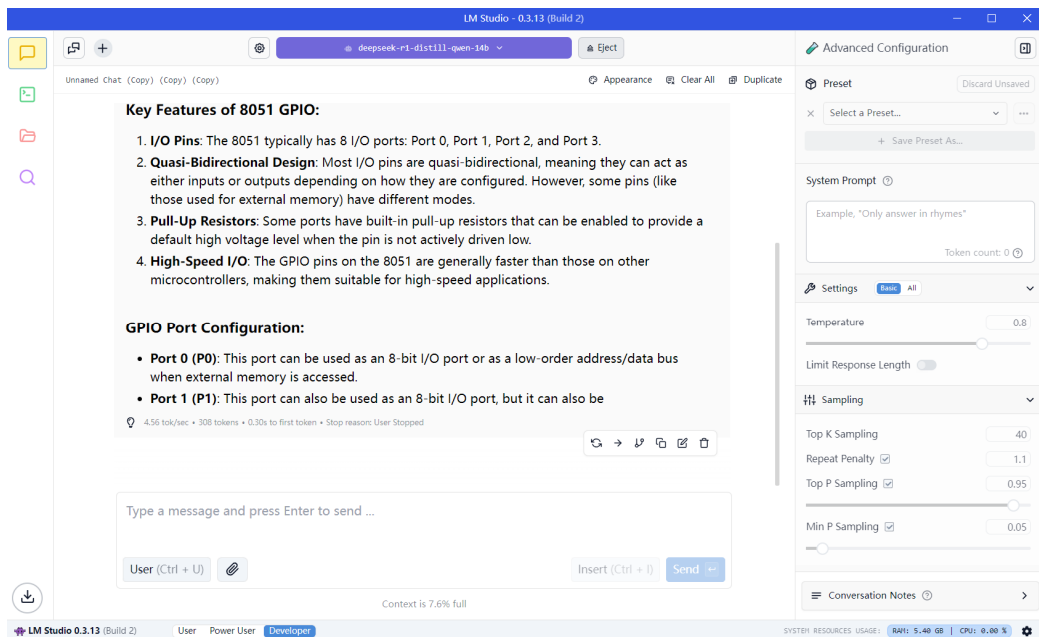 LM Studio - 0.3.13 (Build 2)
deepseek-r1-distill-qwen-14b
Eject
Advanced Configuration
Unnamed Chat (Copy) (Copy) (Copy)
Appearance
Clear All
Duplicate
Preset
Discard Unsaved
Select a Preset...
+ Save Preset As...
Key Features of 8051 GPIO:
1. I/O Pins: The 8051 typically has 8 I/O ports: Port 0, Port 1, Port 2, and Port 3.
2. Quasi-Bidirectional Design: Most I/O pins are quasi-bidirectional, meaning they can act as
either inputs or outputs depending on how they are configured. However, some pins (like
those used for external memory) have different modes.
3. Pull-Up Resistors: Some ports have built-in pull-up resistors that can be enabled to provide a
default high voltage level when the pin is not actively driven low.
4. High-Speed I/O: The GPIO pins on the 8051 are generally faster than those on other
microcontrollers, making them suitable for high-speed applications.
GPIO Port Configuration:
• Port 0 (P0): This port can be used as an 8-bit I/O port or as a low-order address/data bus
when external memory is accessed.
• Port 1 (P1): This port can also be used as an 8-bit I/O port, but it can also be
4.56 tok/sec • 308 tokens • 0.30s to first token • Stop reason: User Stopped
Type a message and press Enter to send ...
User (Ctrl + U)
Insert (Ctrl + I)
Send
Context is 7.6% full
System Prompt
Example, "Only answer in rhymes"
Token count: 0
Settings
Basic
All
Temperature
0.8
Limit Response Length
Sampling
Top K Sampling
40
Repeat Penalty
1.1
Top P Sampling
0.95
Min P Sampling
0.05
Conversation Notes
LM Studio 0.3.13 (Build 2)
User
Power User
Developer
SYSTEM RESOURCES USAGE:
RAM: 5.40 GB | CPU: 0.00 %